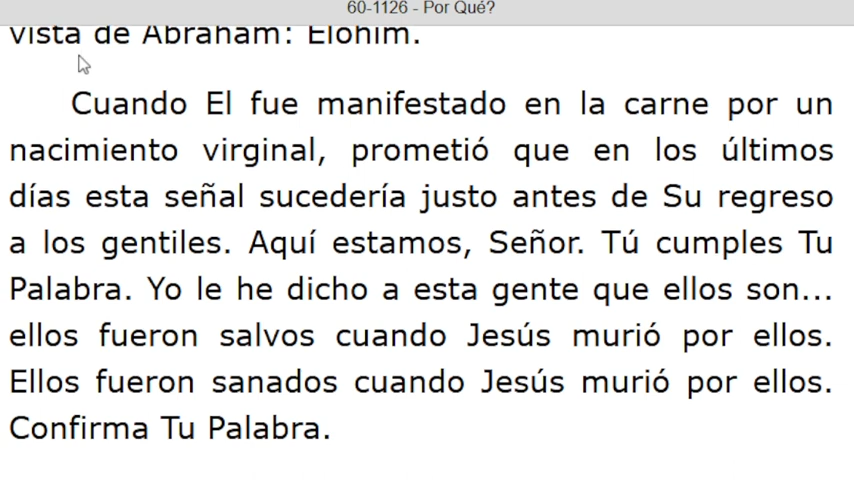 60-1126 - Por Qué?
vista de Abraham: Elohim.
Cuando El fue manifestado en la carne por un
nacimiento virginal, prometió que en los últimos
días esta señal sucedería justo antes de Su regreso
a los gentiles. Aquí estamos, Señor. Tú cumples Tu
Palabra. Yo le he dicho a esta gente que ellos son...
ellos fueron salvos cuando Jesús murió por ellos.
Ellos fueron sanados cuando Jesús murió por ellos.
Confirma Tu Palabra.